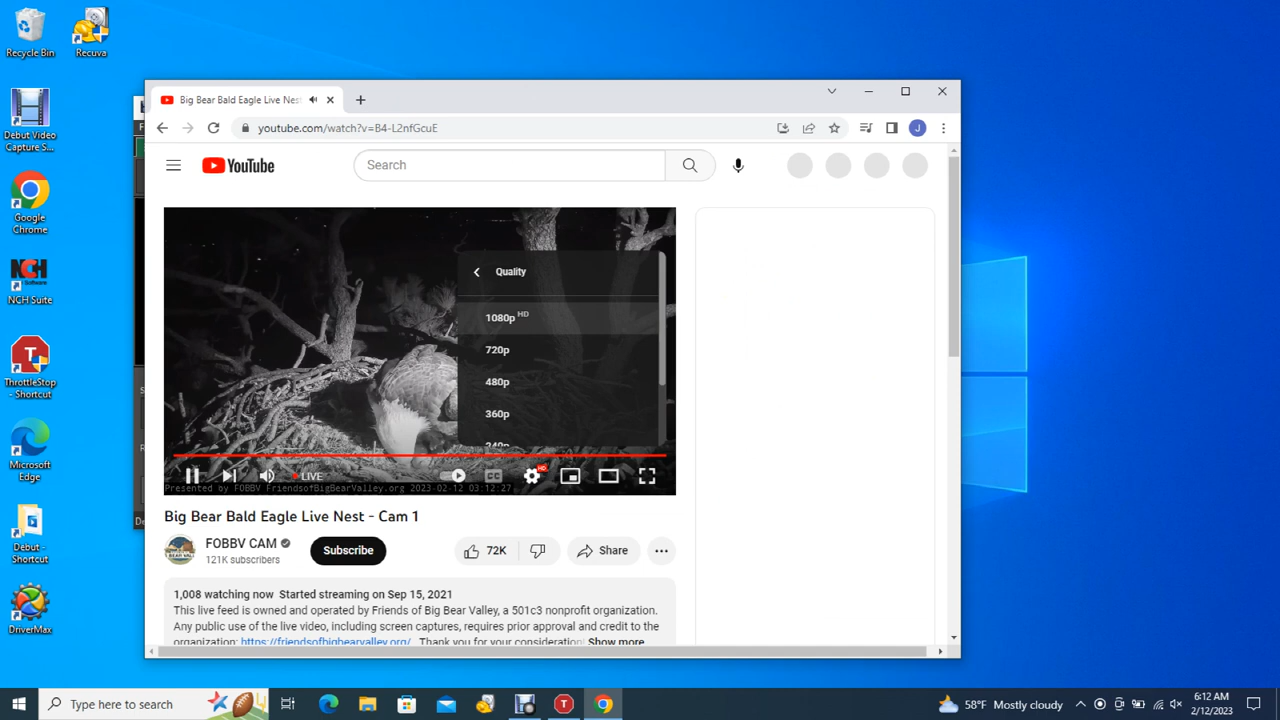 Recycle Bin
Recuva
Debut Video
Capture S...
Google
Chrome
NCH
NCH Suite
ThrottleStop
- Shortcut
Microsoft
Edge
Debut -
Shortcut
DriverMax
Big Bear Bald Eagle Live Nest
youtube.com/watch?v=B4-L2nfGcuE
J
YouTube
Search
Quality
1080p HD
720p
480p
360p
240p
LIVE
CC
HD
Presented by FOBBV FriendsofBigBearValley.org 2023-02-12 03:12:27
Big Bear Bald Eagle Live Nest - Cam 1
FOBBV CAM
121K subscribers
Subscribe
72K
Share
1,008 watching now Started streaming on Sep 15, 2021
This live feed is owned and operated by Friends of Big Bear Valley, a 501c3 nonprofit organization.
Any public use of the live video, including screen captures, requires prior approval and credit to the
organization: https://friendsofbigbearvalley.org/ . Thank you for your consideration! Show more
Type here to search
58°F Mostly cloudy
6:12 AM
2/12/2023